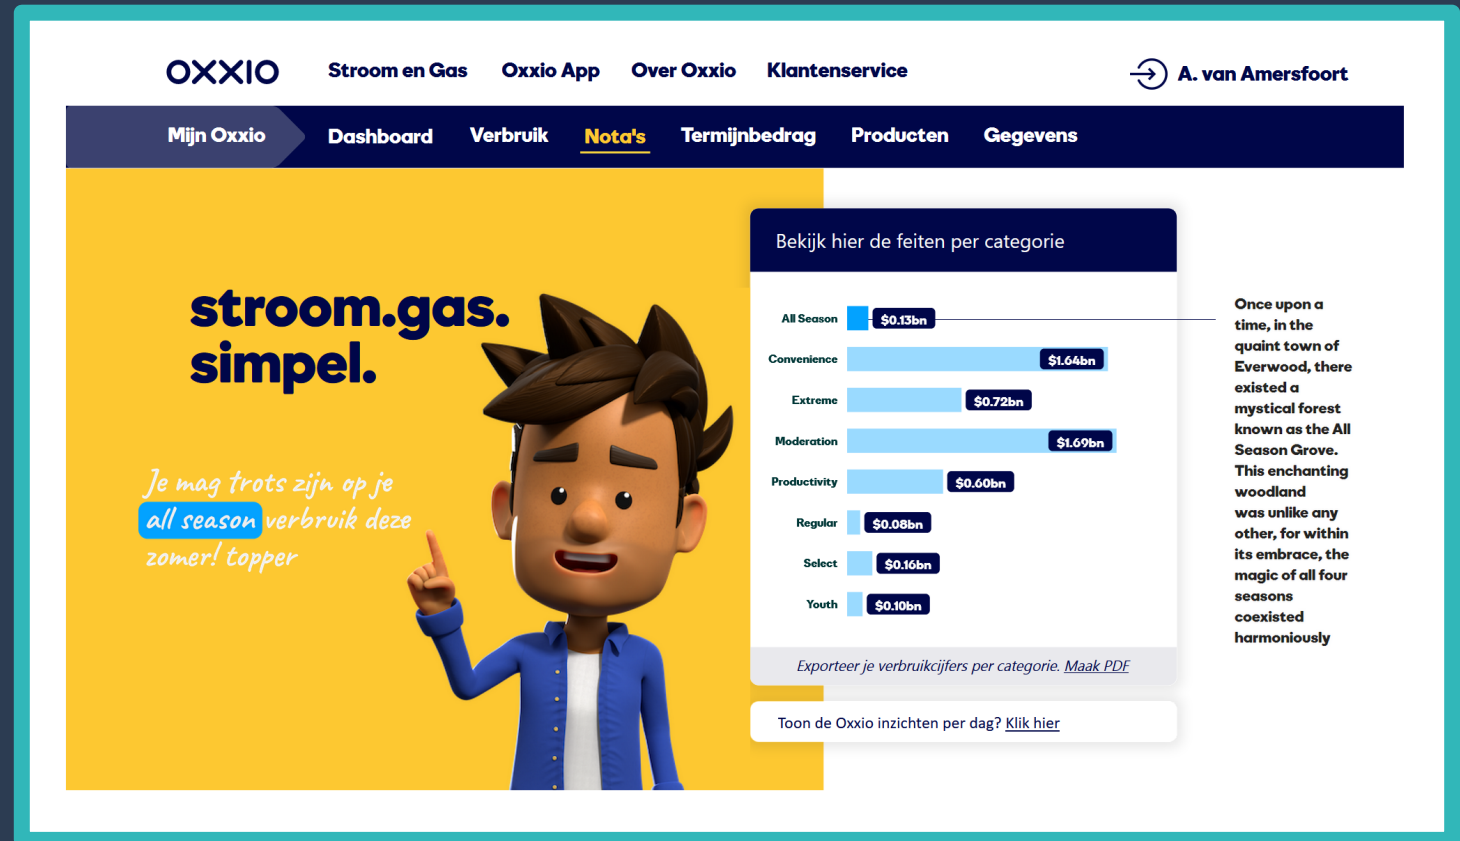 OXXIO
Stroom en Gas
Oxxio App
Over Oxxio
Klantenservice
A. van Amersfoort
Mijn Oxxio
Dashboard
Verbruik
Nota's
Termijnbedrag
Producten
Gegevens
stroom.gas.
simpel.
Je mag trots zijn op je
all season verbruik deze
zomer! topper
Bekijk hier de feiten per categorie
All Season $0.13bn
Convenience $1.64bn
Extreme $0.72bn
Moderation $1.69bn
Productivity $0.60bn
Regular $0.08bn
Select $0.16bn
Youth $0.10bn
Exporteer je verbruikcijfers per categorie. Maak PDF
Toon de Oxxio inzichten per dag? Klik hier
Once upon a
time, in the
quaint town of
Everwood, there
existed a
mystical forest
known as the All
Season Grove.
This enchanting
woodland
was unlike any
other, for within
its embrace, the
magic of all four
seasons
coexisted
harmoniously